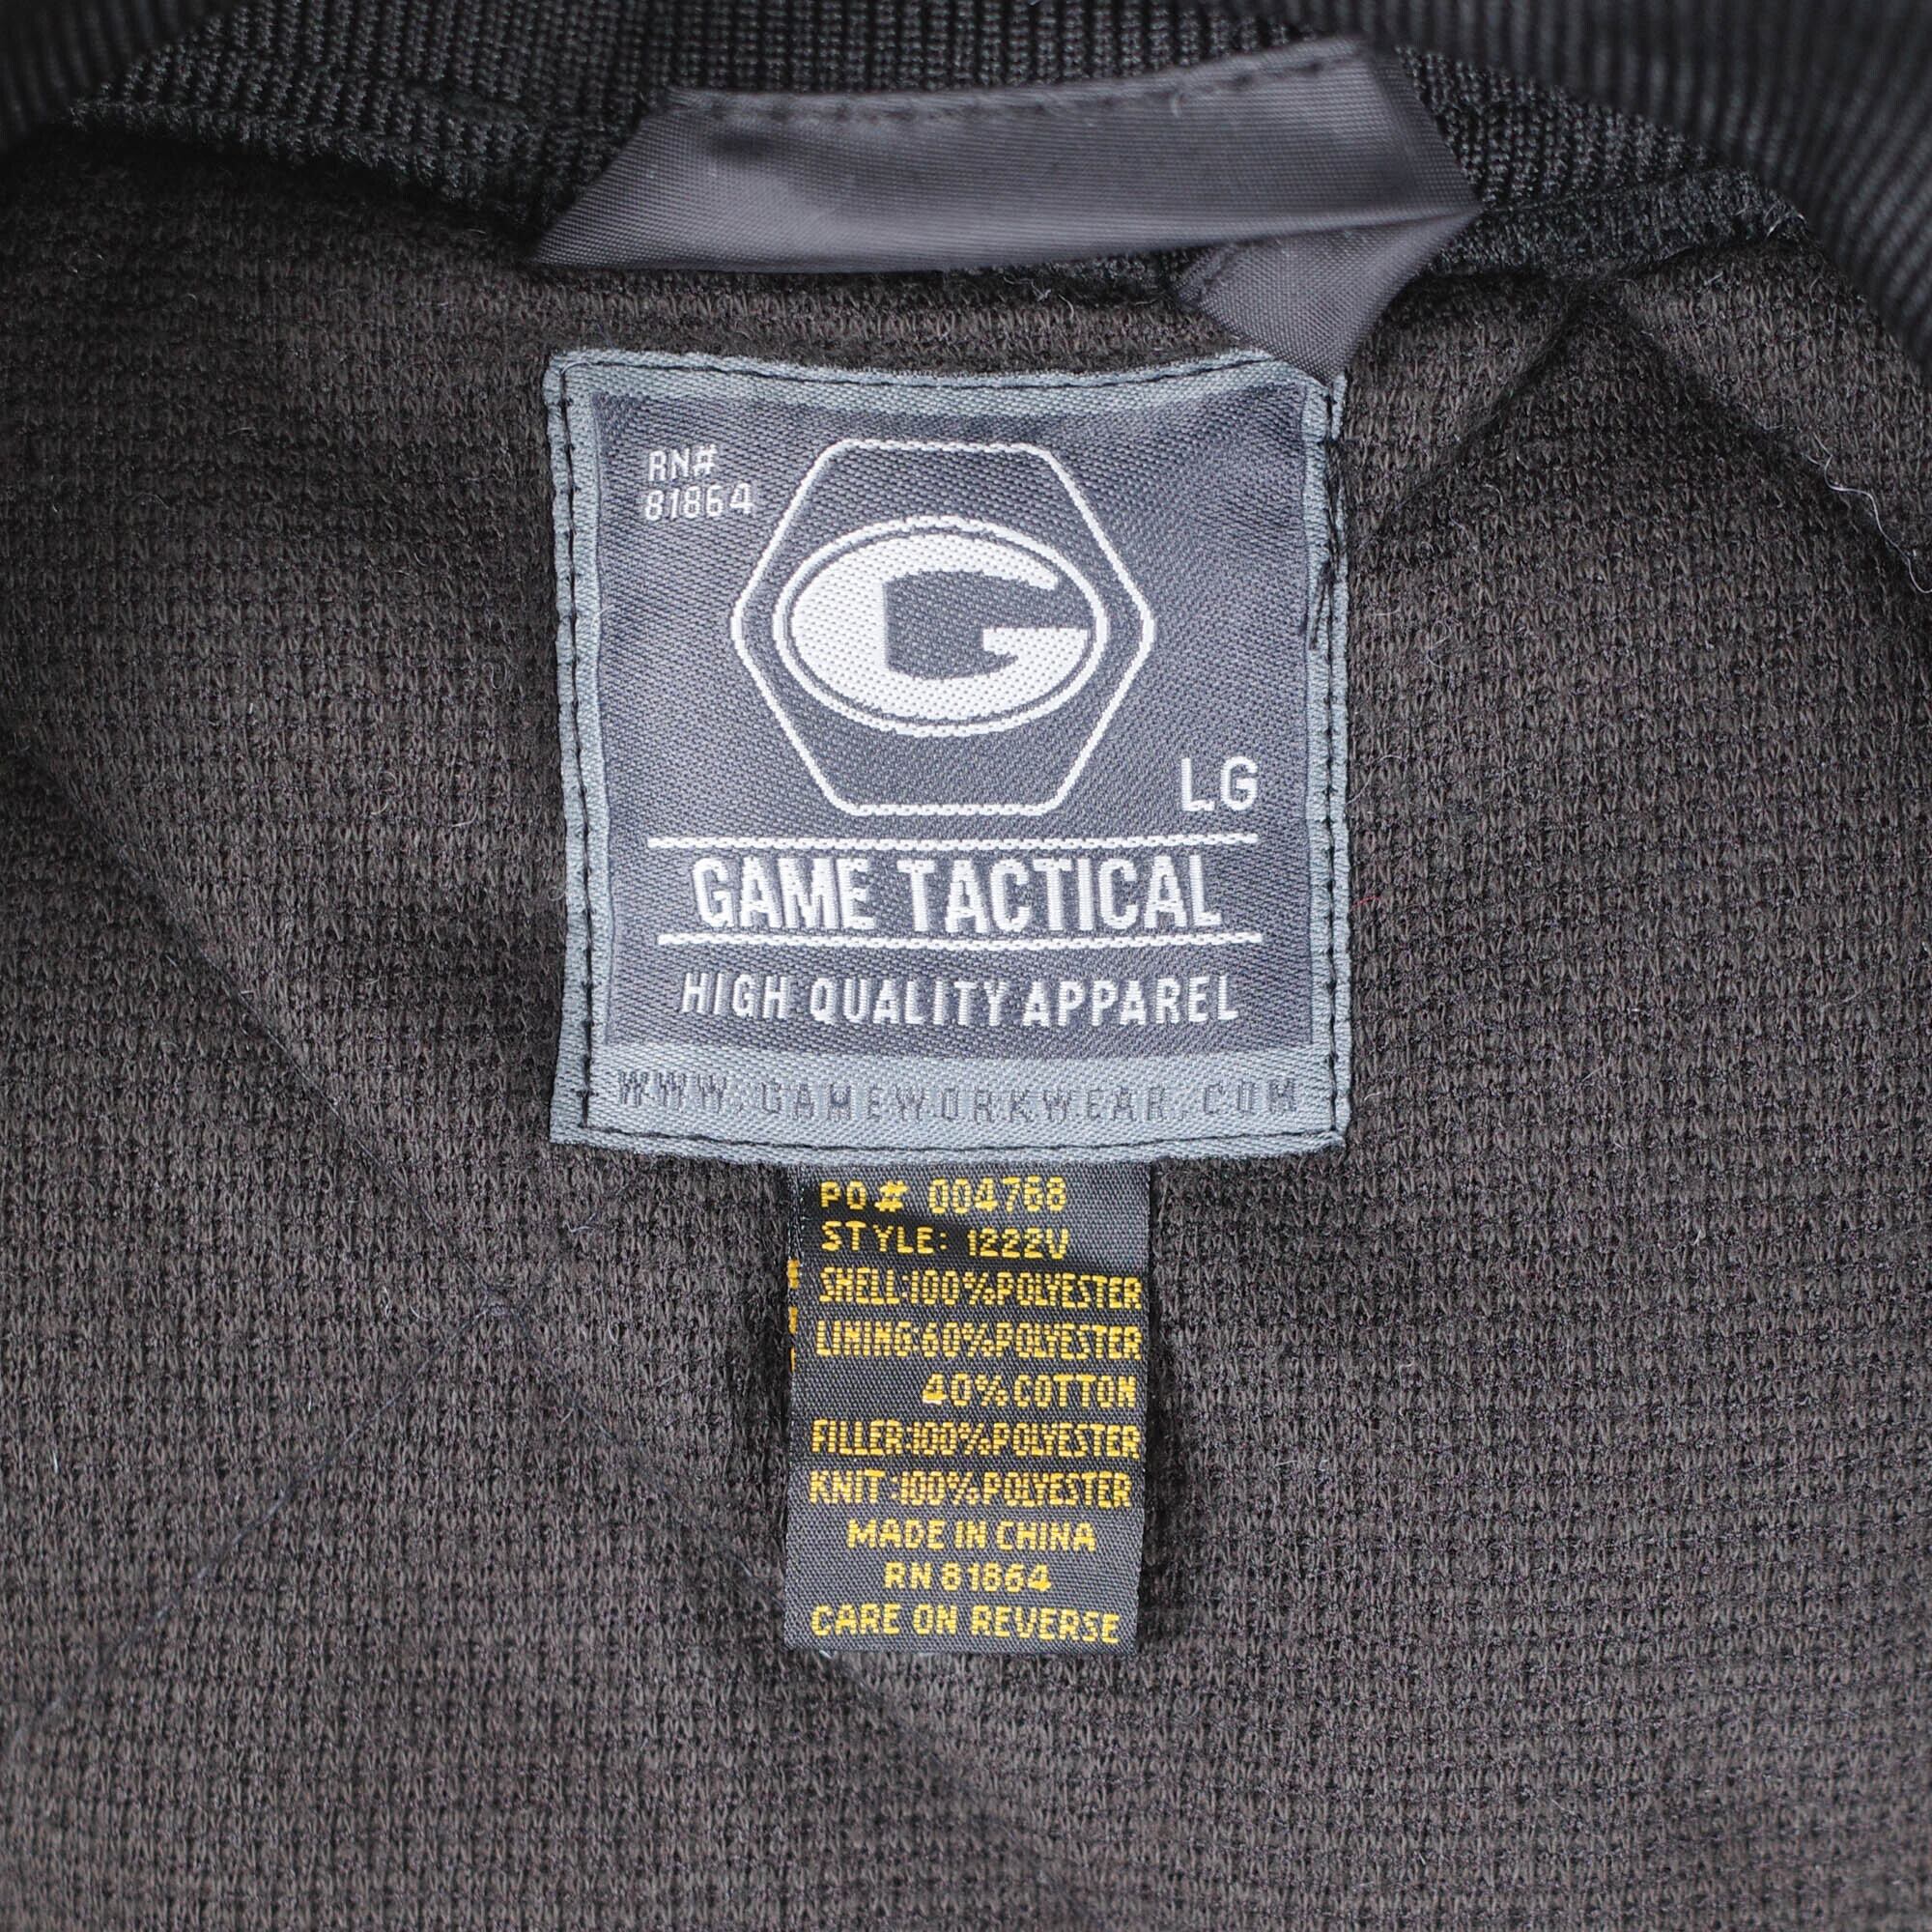 RN#
81864
G
LG
GAME TACTICAL
HIGH QUALITY APPAREL
WWW.GAMEWORKWEAR.COM
PO# 004768
STYLE: 1222V
SHELL:100%POLYESTER
LINING:60%POLYESTER
40%COTTON
FILLER:100%POLYESTER
KNIT:100%POLYESTER
MADE IN CHINA
RN 81864
CARE ON REVERSE